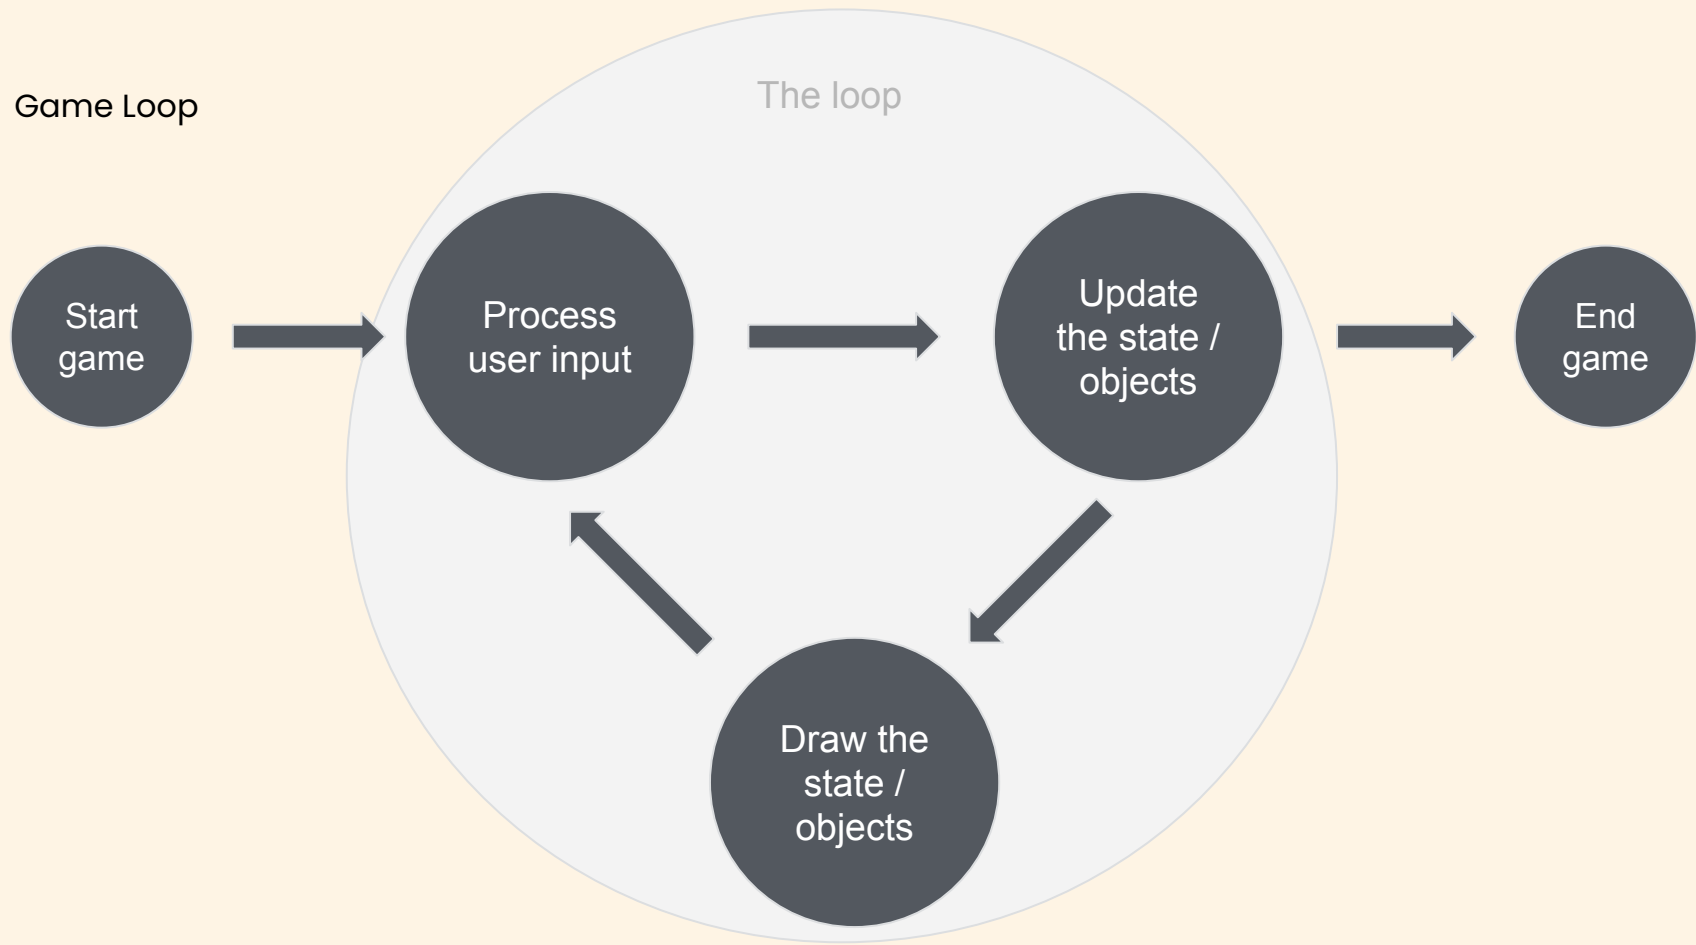 Game Loop
The loop
Start
game
Process
user input
Update
the state /
objects
End
game
Draw the
state /
objects